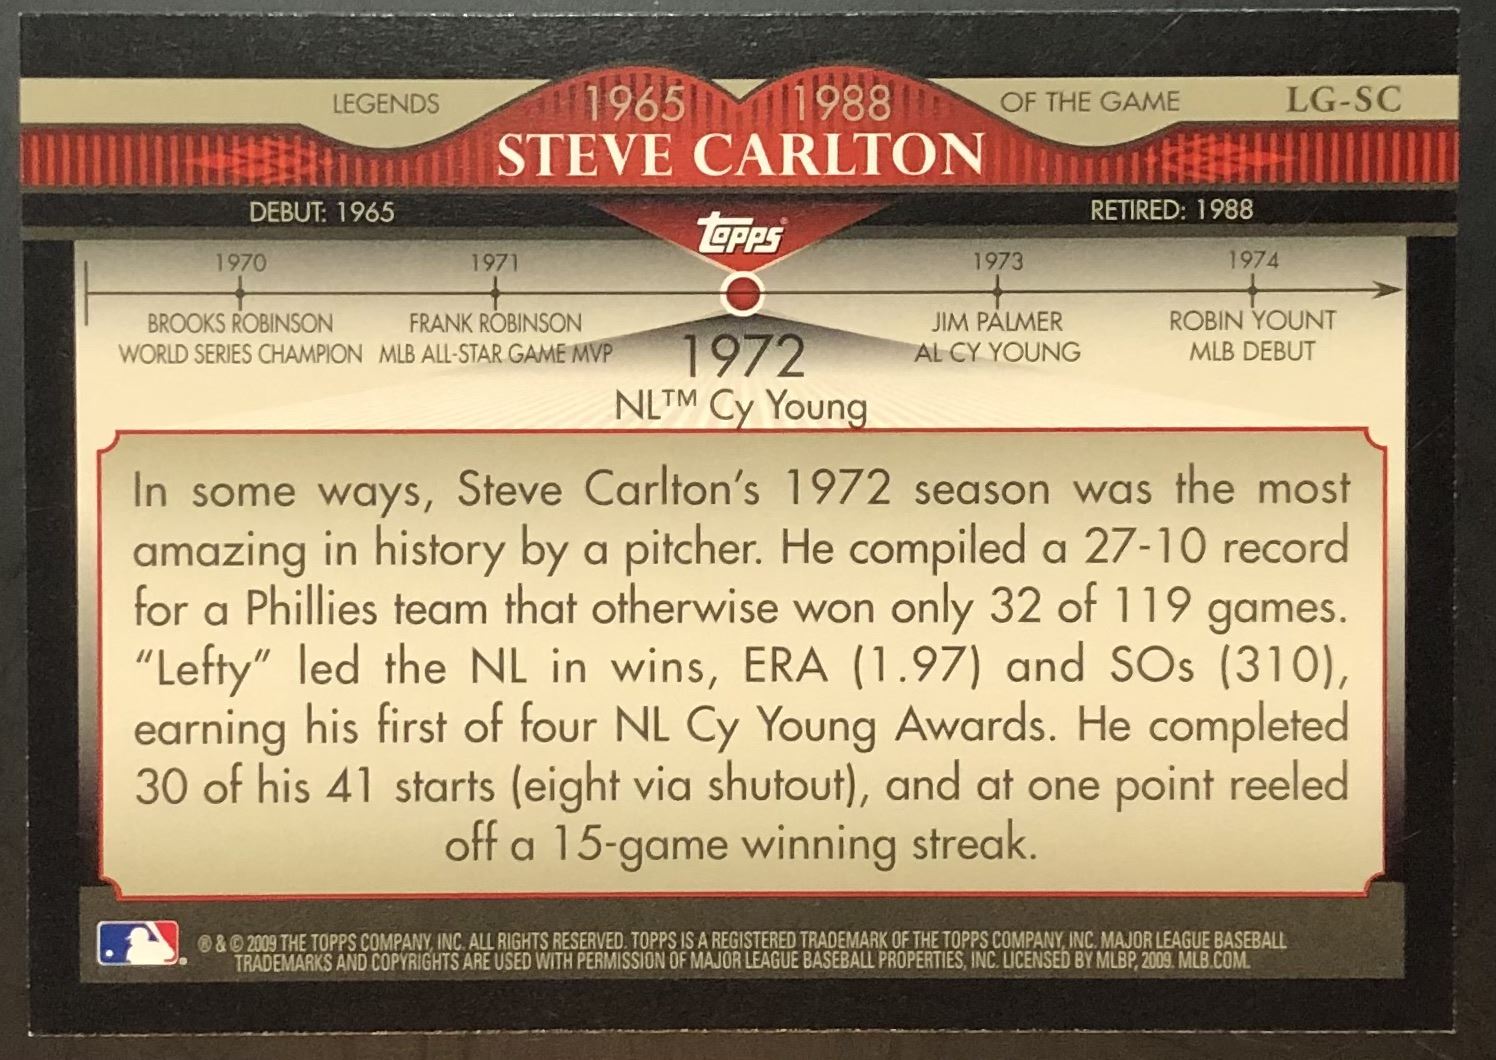 LEGENDS 1965 1988 OF THE GAME LG-SC
STEVE CARLTON
DEBUT: 1965 RETIRED: 1988
Topps®
1970 1971 1973 1974
BROOKS ROBINSON FRANK ROBINSON JIM PALMER ROBIN YOUNT
WORLD SERIES CHAMPION MLB ALL-STAR GAME MVP 1972 AL CY YOUNG MLB DEBUT
NL™ Cy Young
In some ways, Steve Carlton's 1972 season was the most
amazing in history by a pitcher. He compiled a 27-10 record
for a Phillies team that otherwise won only 32 of 119 games.
“Lefty” led the NL in wins, ERA (1.97) and SOs (310),
earning his first of four NL Cy Young Awards. He completed
30 of his 41 starts (eight via shutout), and at one point reeled
off a 15-game winning streak.
® & © 2009 THE TOPPS COMPANY, INC. ALL RIGHTS RESERVED. TOPPS IS A REGISTERED TRADEMARK OF THE TOPPS COMPANY, INC. MAJOR LEAGUE BASEBALL
TRADEMARKS AND COPYRIGHTS ARE USED WITH PERMISSION OF MAJOR LEAGUE BASEBALL PROPERTIES, INC. LICENSED BY MLBP, 2009. MLB.COM.